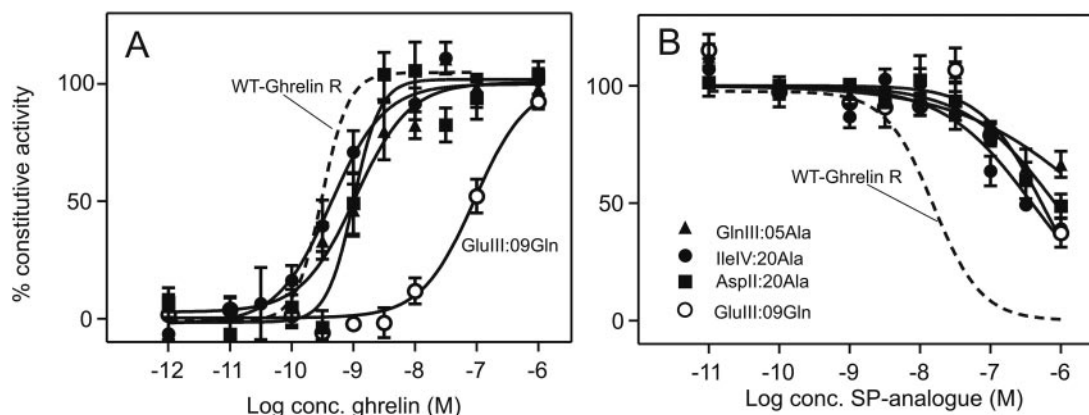 A
WT-Ghrelin R
GluIII:09Gln
% constitutive activity
100
50
0
-12 -11 -10 -9 -8 -7 -6
Log conc. ghrelin (M)
B
WT-Ghrelin R
GlnIII:05Ala
IleIV:20Ala
AspII:20Ala
GluIII:09Gln
100
50
0
-11 -10 -9 -8 -7 -6
Log conc. SP-analogue (M)